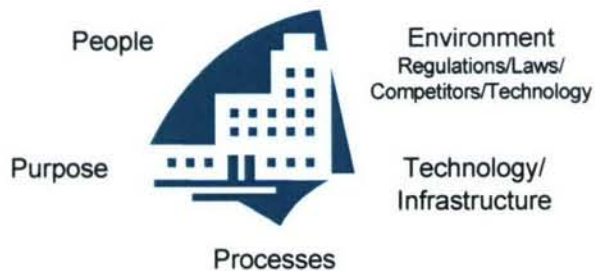 People
Environment
Regulations/Laws/
Competitors/Technology
Purpose
Technology/
Infrastructure
Processes